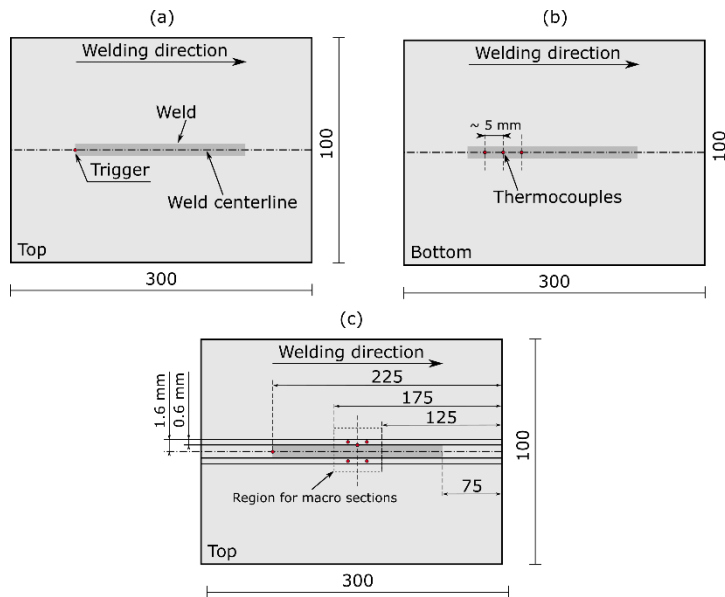 (a)
Welding direction
Weld
Trigger
Weld centerline
Top
100
300
(b)
Welding direction
~ 5 mm
Thermocouples
Bottom
100
300
(c)
Welding direction
225
175
125
1.6 mm
0.6 mm
Region for macro sections
75
Top
100
300